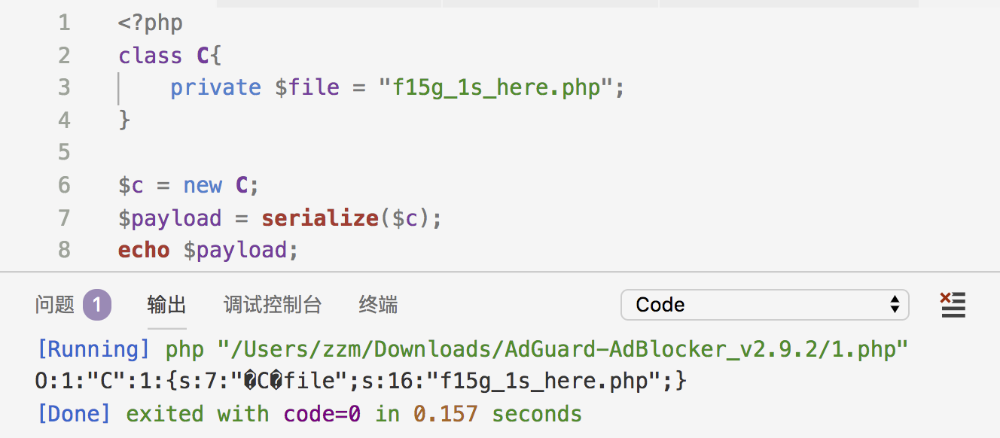 1 <?php
2 class C{
3     private $file = "f15g_1s_here.php";
4 }
5
6 $c = new C;
7 $payload = serialize($c);
8 echo $payload;
问题 1 输出 调试控制台 终端 Code
[Running] php "/Users/zzm/Downloads/AdGuard-AdBlocker_v2.9.2/1.php"
O:1:"C":1:{s:7:"�C�file";s:16:"f15g_1s_here.php";}
[Done] exited with code=0 in 0.157 seconds